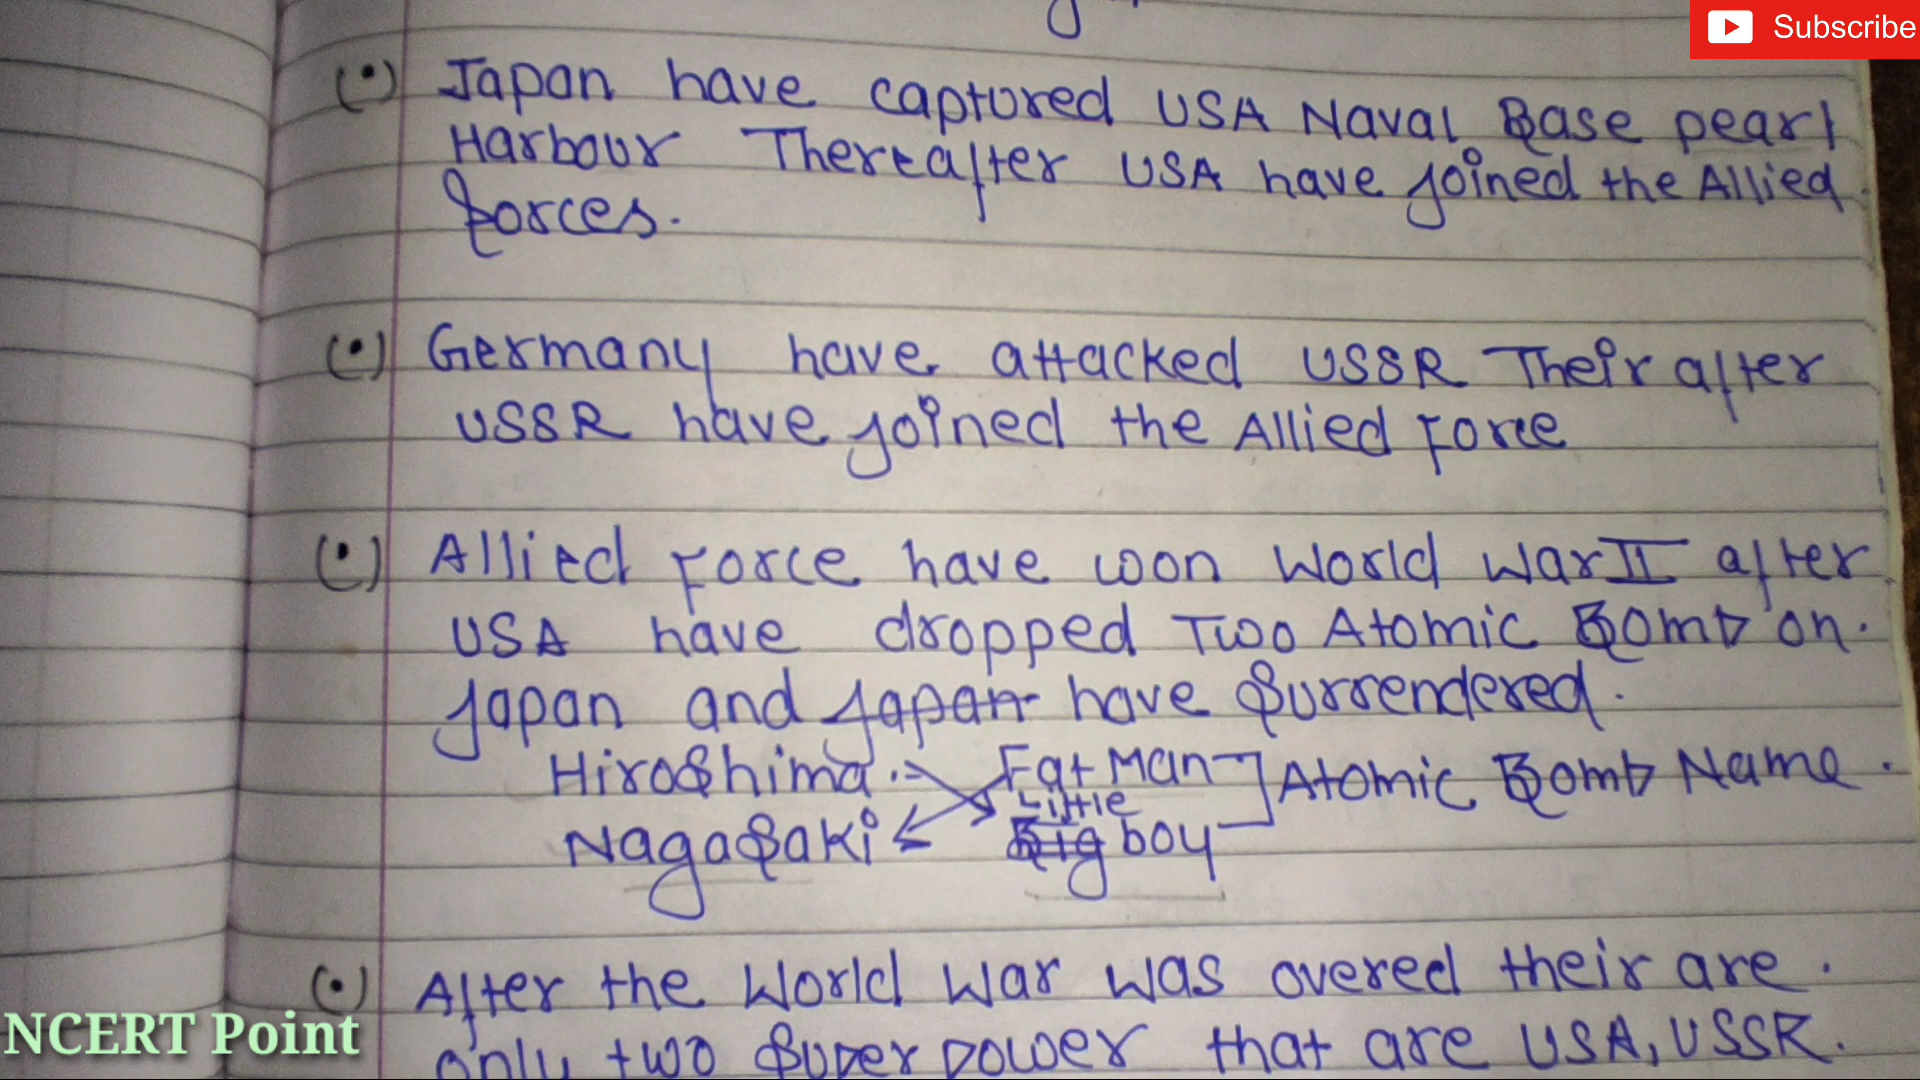 Subscribe
(•) Japan have captured USA Naval Base pearl
Harbour Thereafter USA have joined the Allied
forces.
(•) Germany have attacked USSR Their after
USSR have joined the Allied Force
(•) Allied Force have won World War II after
USA have dropped Two Atomic Bomb on.
Japan and Japan have Surrendered.
Hiroshima Fat Man Atomic Bomb Name.
Little
Nagasaki Big boy
(•) After the World War was overed their are.
only two Super power that are USA, USSR.
NCERT Point